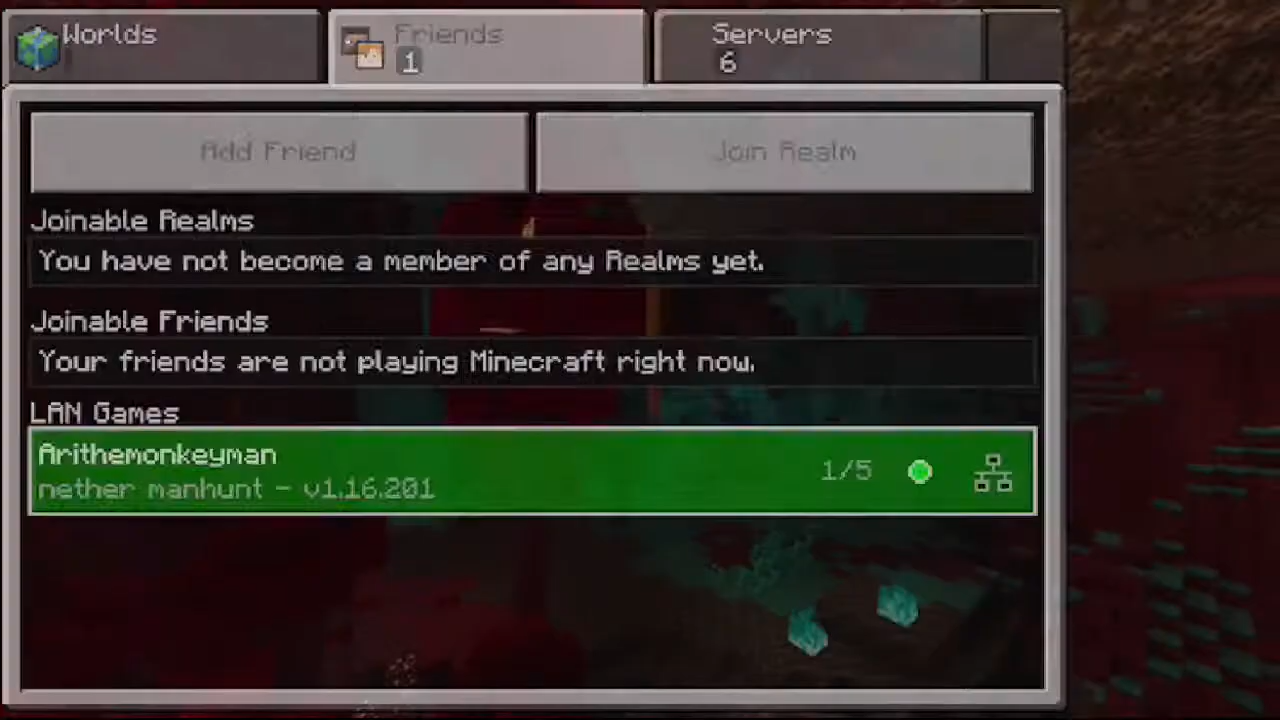 Worlds
Friends
1
Servers
6
Add Friend
Join Realm
Joinable Realms
You have not become a member of any Realms yet.
Joinable Friends
Your friends are not playing Minecraft right now.
LAN Games
Arithemonkeyman
1/5
nether manhunt - v1.16.201